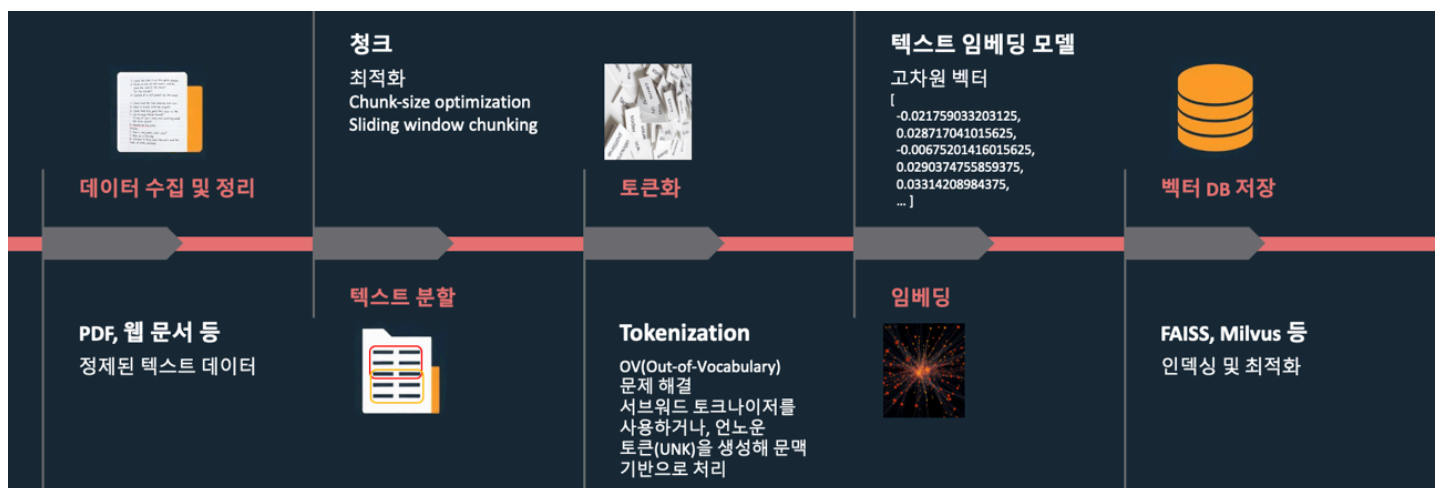 데이터 수집 및 정리
PDF, 웹 문서 등
정제된 텍스트 데이터
청크
최적화
Chunk-size optimization
Sliding window chunking
텍스트 분할
토큰화
Tokenization
OV(Out-of-Vocabulary)
문제 해결
서브워드 토크나이저를
사용하거나, 언노운
토큰(UNK)을 생성해 문맥
기반으로 처리
텍스트 임베딩 모델
고차원 벡터
[
-0.021759033203125,
0.028717041015625,
-0.00675201416015625,
0.0290374755859375,
0.03314208984375,
... ]
임베딩
벡터 DB 저장
FAISS, Milvus 등
인덱싱 및 최적화